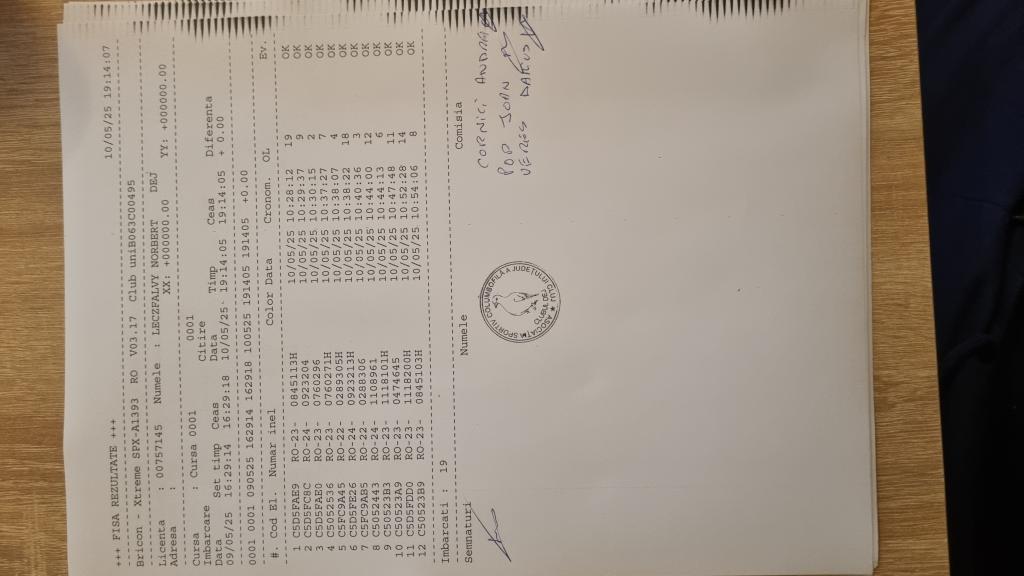 +++ FISA REZULTATE +++ 10/05/25 19:14:07
Bricon - Xtreme SPX-A1393 RO V03.17 Club uniB063C00495
Licenta : 00757145 Numele : LECZFALVY NORBERT DEJ
Adresa : XX: +000000.00 YY: +000000.00
Cursa : Cursa 0001 0001
Imbarcare Citire
Data Set timp Ceas Data Timp Ceas Diferenta
09/05/25 16:29:14 16:29:18 10/05/25 19:14:05 19:14:05 + 0.00
0001 0001 090525 162914 162918 100525 191405 191405 +0.00
#. Cod El. Numar inel Color Data Cronom. OL Ev.
1 C5D5FAE9 RO-23- 0845113H 10/05/25 10:28:12 19 OK
2 C5D5FC8C RO-24- 0923204 10/05/25 10:29:37 9 OK
3 C5D5FAE0 RO-23- 0760296 10/05/25 10:30:15 2 OK
4 C5052536 RO-23- 0760271H 10/05/25 10:37:27 7 OK
5 C5FC9A45 RO-22- 0289305H 10/05/25 10:38:07 4 OK
6 C5D5FE26 RO-24- 0923213H 10/05/25 10:38:22 18 OK
7 C5FC9AB5 RO-22- 0288306 10/05/25 10:40:36 3 OK
8 C5052443 RO-24- 1108961 10/05/25 10:44:00 12 OK
9 C50523B3 RO-23- 1118101H 10/05/25 10:44:13 6 OK
10 C50523A9 RO-23- 0474645 10/05/25 10:47:48 11 OK
11 C5D5FDD0 RO-23- 1118200H 10/05/25 10:52:28 14 OK
12 C50523B9 RO-23- 0845103H 10/05/25 10:54:06 8 OK
Imbarcati : 19
Semnaturi Numele Comisia
CORNICI ANDRA
POP IOAN
VERES DARIUS
ASOCIATIA SPORTIV COLUMBOFILĂ A JUDEȚULUI CLUJ
CLUBUL DEJ